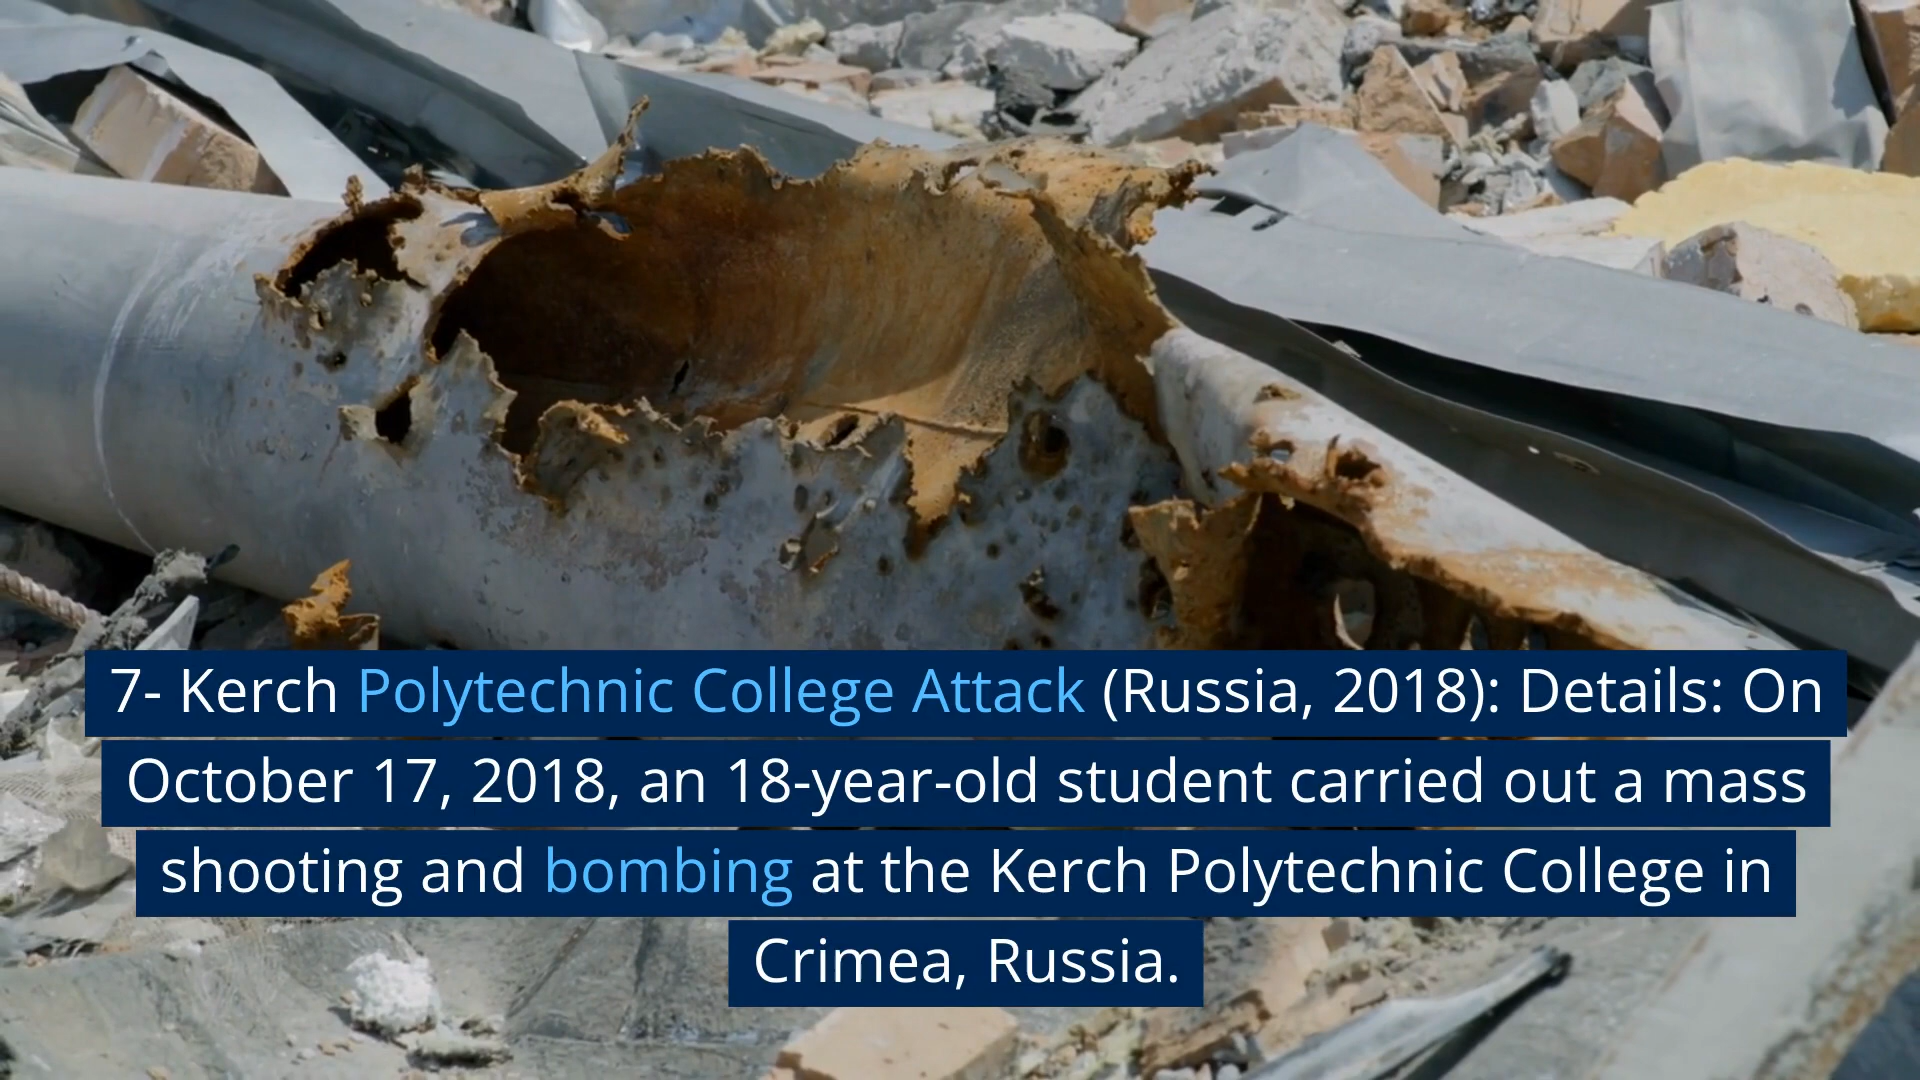 7- Kerch Polytechnic College Attack (Russia, 2018): Details: On
October 17, 2018, an 18-year-old student carried out a mass
shooting and bombing at the Kerch Polytechnic College in
Crimea, Russia.